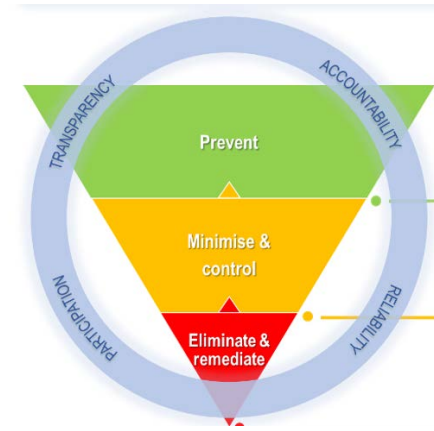 TRANSPARENCY
ACCOUNTABILITY
Prevent
Minimise &
control
PARTICIPATION
RELIABILITY
Eliminate &
remediate